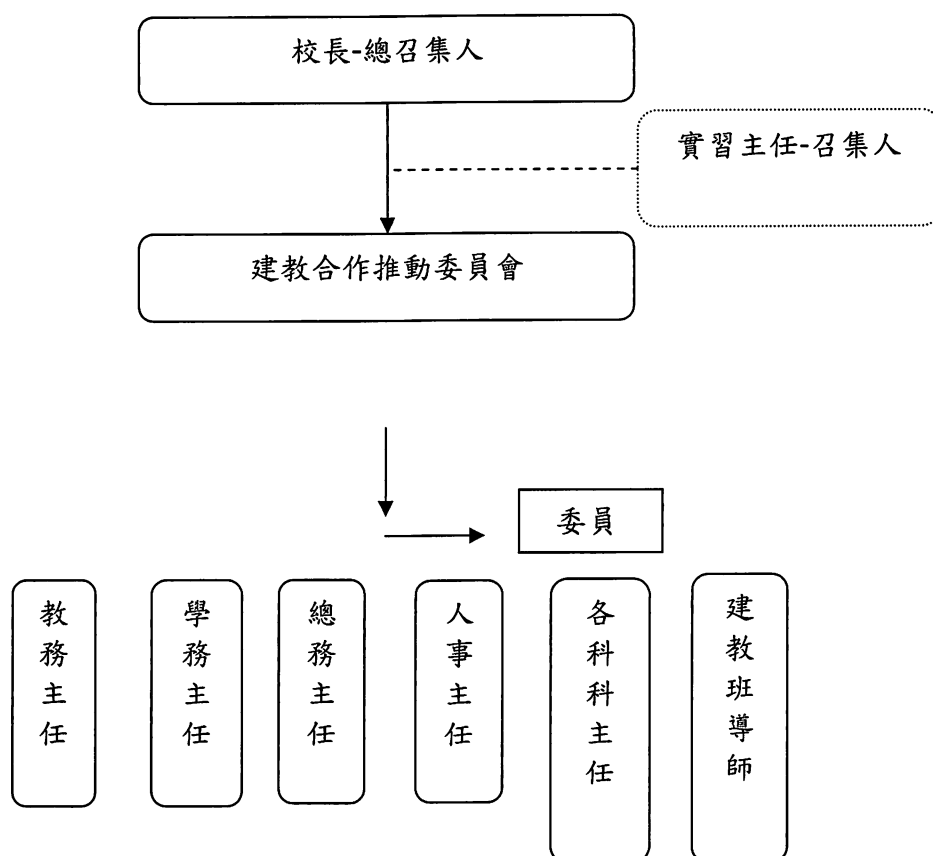 校長-總召集人
實習主任-召集人
建教合作推動委員會
委員
教務主任
學務主任
總務主任
人事主任
各科科主任
建教班導師